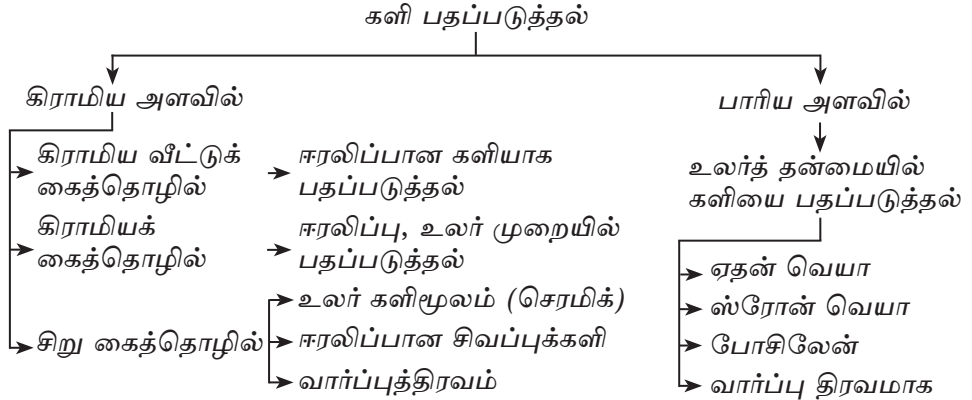 களி பதப்படுத்தல்
கிராமிய அளவில்
கிராமிய வீட்டுக்
கைத்தொழில்
ஈரலிப்பான களியாக
பதப்படுத்தல்
கிராமியக்
கைத்தொழில்
ஈரலிப்பு, உலர் முறையில்
பதப்படுத்தல்
சிறு கைத்தொழில்
உலர் களிமூலம் (செரமிக்)
ஈரலிப்பான சிவப்புக்களி
வார்ப்புத்திரவம்
பாரிய அளவில்
உலர்த் தன்மையில்
களியை பதப்படுத்தல்
ஏதன் வெயா
ஸ்ரோன் வெயா
போசிலேன்
வார்ப்பு திரவமாக